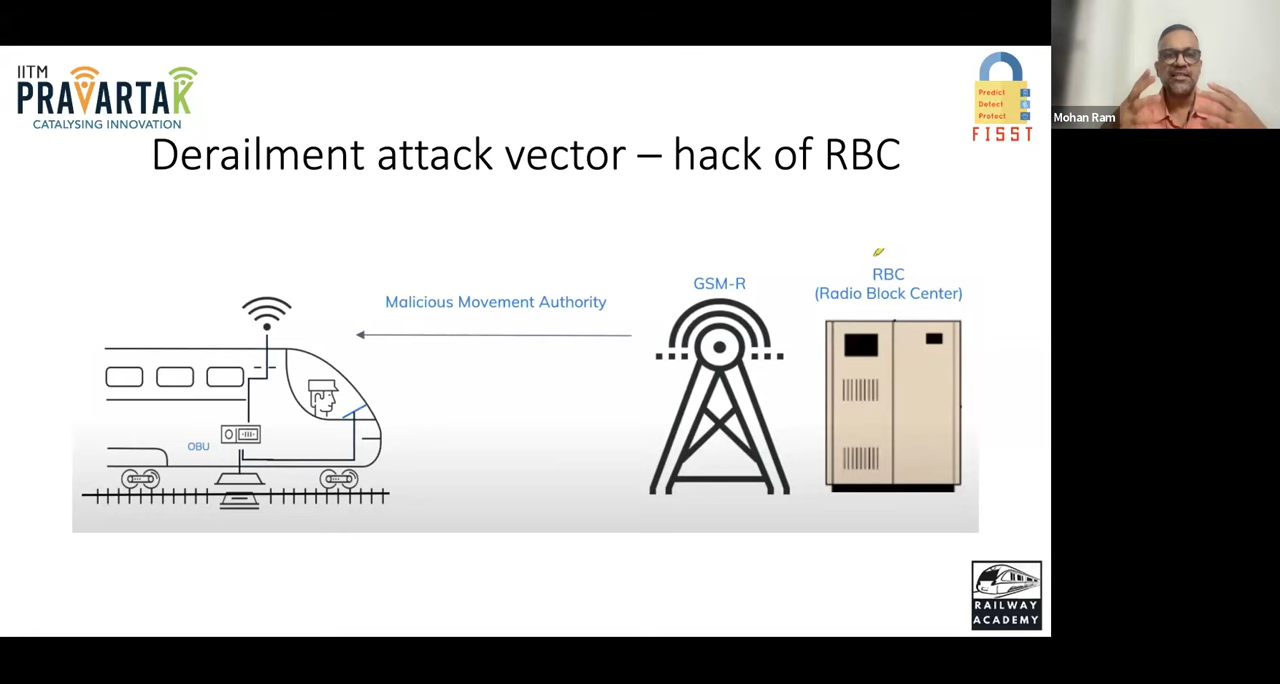 IITM
PRAVARTAK
CATALYSING INNOVATION
Predict
Detect
Protect
FISST
Mohan Ram
Derailment attack vector – hack of RBC
GSM-R
RBC
(Radio Block Center)
Malicious Movement Authority
OBU
RAILWAY
ACADEMY